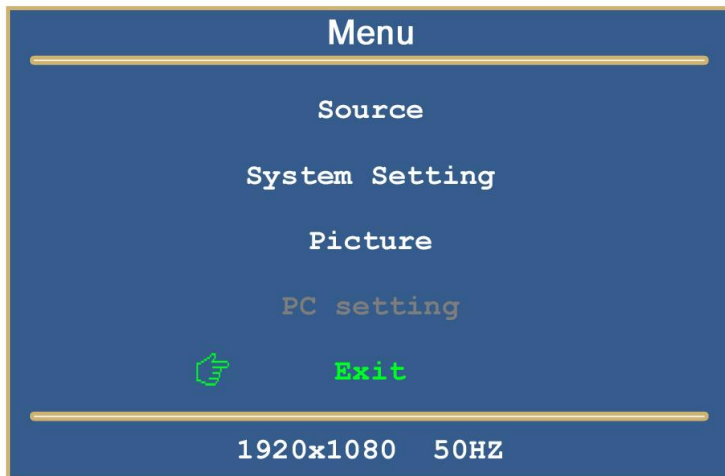 Menu
Source
System Setting
Picture
PC setting
Exit
1920x1080 50HZ